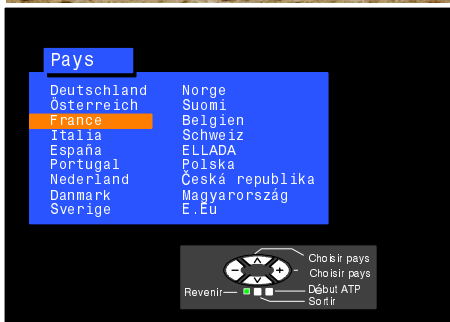 Pays
Deutschland
Österreich
France
Italia
España
Portugal
Nederland
Danmark
Sverige
Norge
Suomi
Belgien
Schweiz
ELLADA
Polska
Česká republika
Magyarország
E.Eu
Choisir pays
Choisir pays
Revenir
Début ATP
Sortir